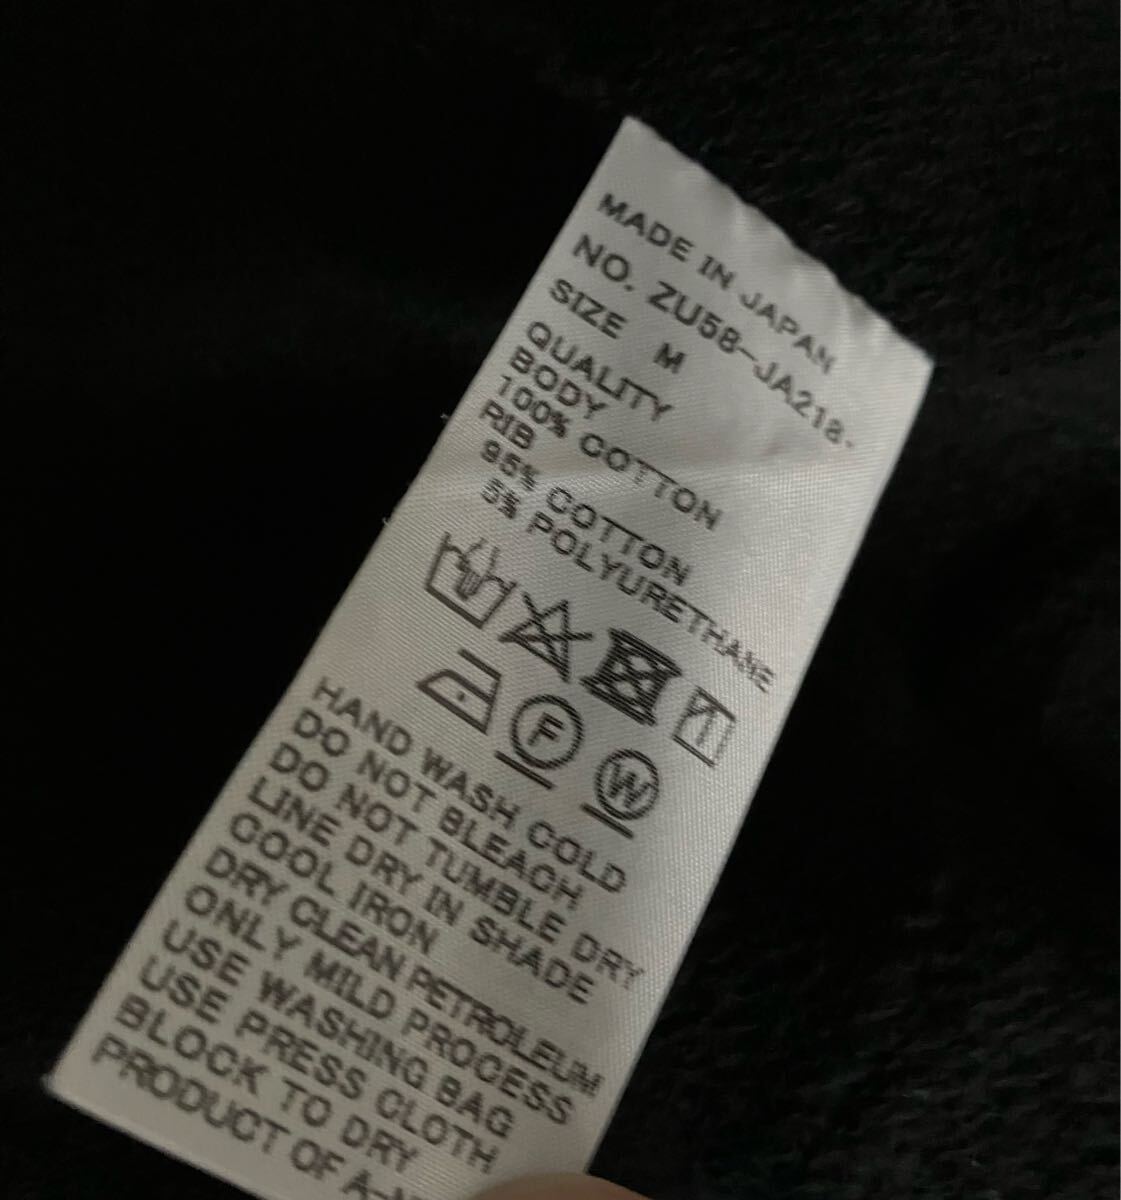 MADE IN JAPAN
NO. ZU58-JA218-
SIZE M
QUALITY
BODY
100% COTTON
RIB
95% COTTON
5% POLYURETHANE
F
W
HAND WASH COLD
DO NOT BLEACH
DO NOT TUMBLE DRY
LINE DRY IN SHADE
COOL IRON
DRY CLEAN PETROLEUM
ONLY MILD PROCESS
USE WASHING BAG
USE PRESS CLOTH
BLOCK TO DRY
PRODUCT OF